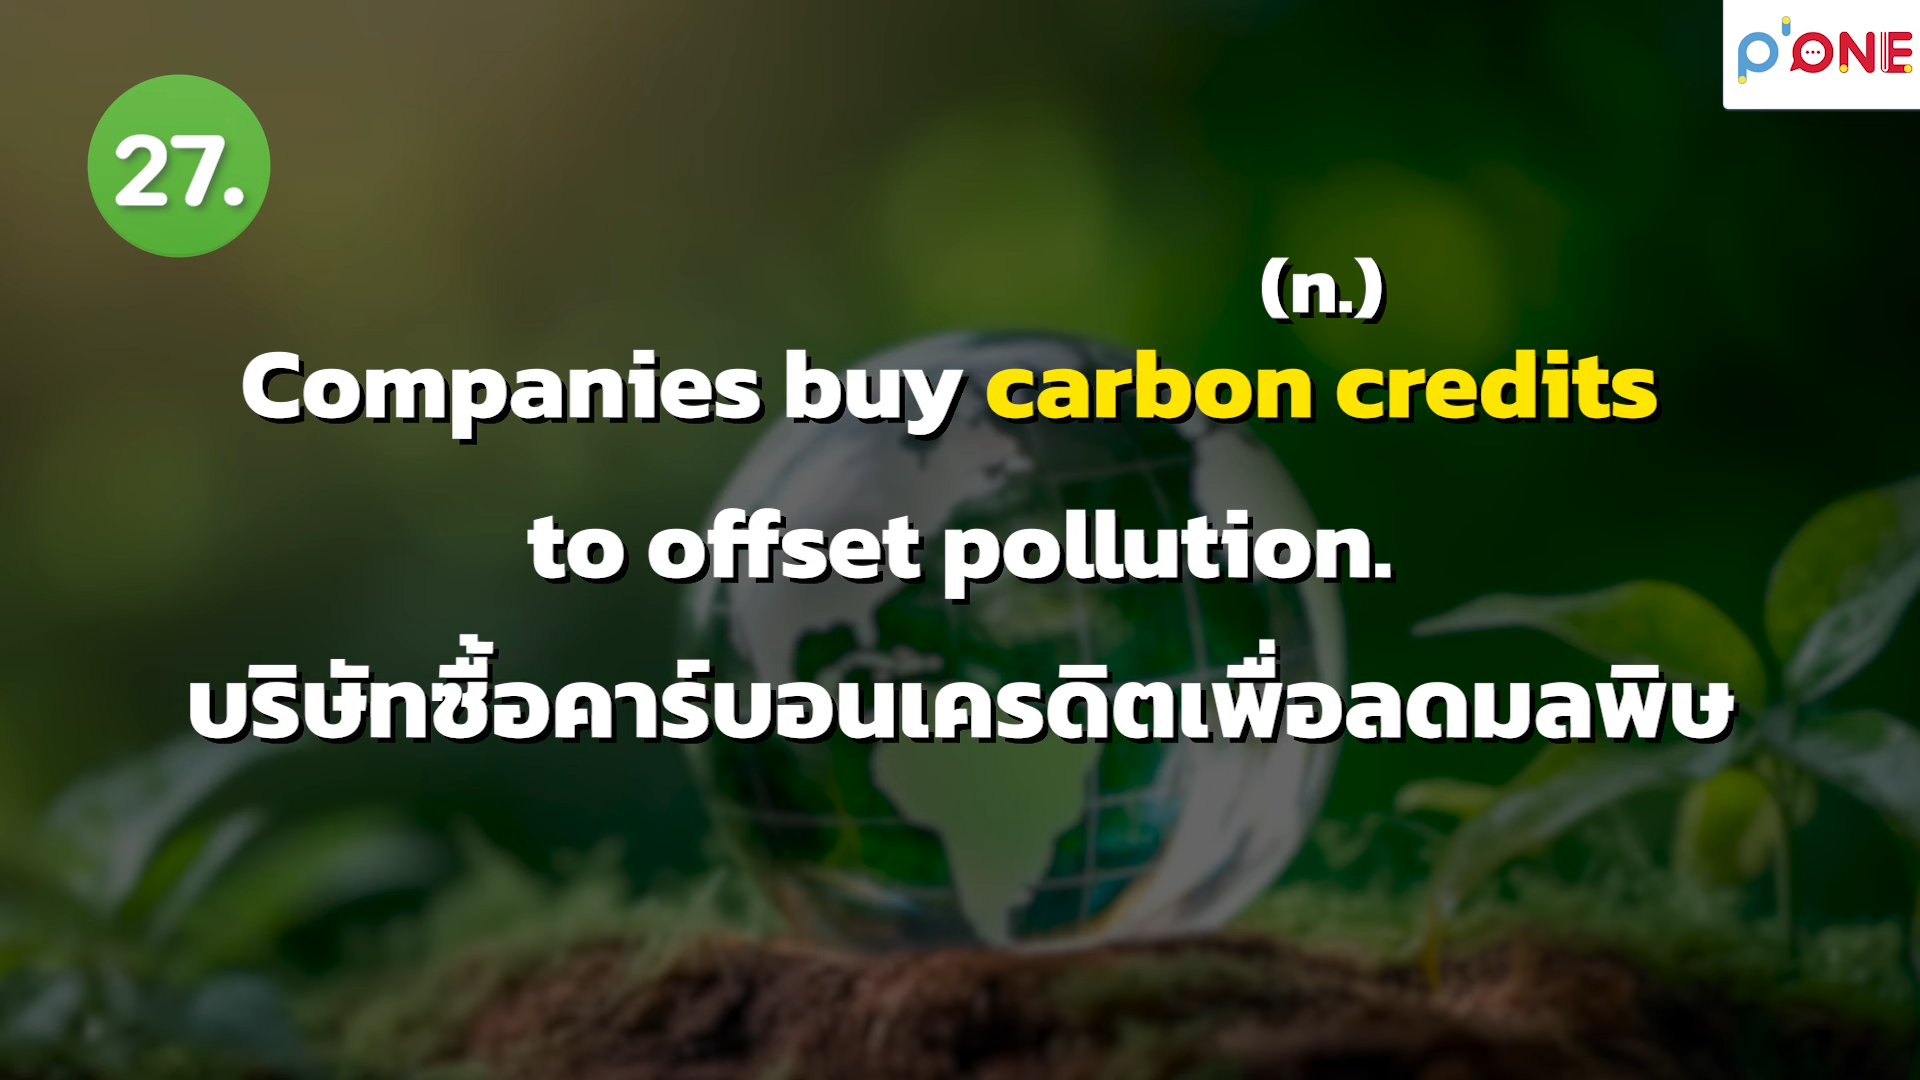 P'ONE
27.
(n.)
Companies buy carbon credits
to offset pollution.
บริษัทซื้อคาร์บอนเครดิตเพื่อลดมลพิษ